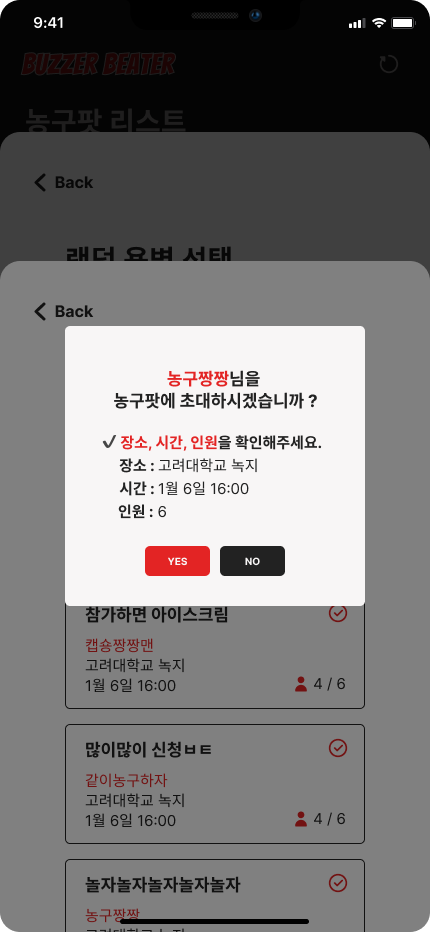 9:41
BUZZER BEATER
농구팟 리스트
Back
랜덤 용병 선택
Back
농구짱짱님을
농구팟에 초대하시겠습니까 ?
장소, 시간, 인원을 확인해주세요.
장소 : 고려대학교 녹지
시간 : 1월 6일 16:00
인원 : 6
YES NO
참가하면 아이스크림
캡숑짱짱맨
고려대학교 녹지
1월 6일 16:00 4 / 6
많이많이 신청ㅂㅌ
같이농구하자
고려대학교 녹지
1월 6일 16:00 4 / 6
놀자놀자놀자놀자놀자
농구짱짱
고려대학교 녹지